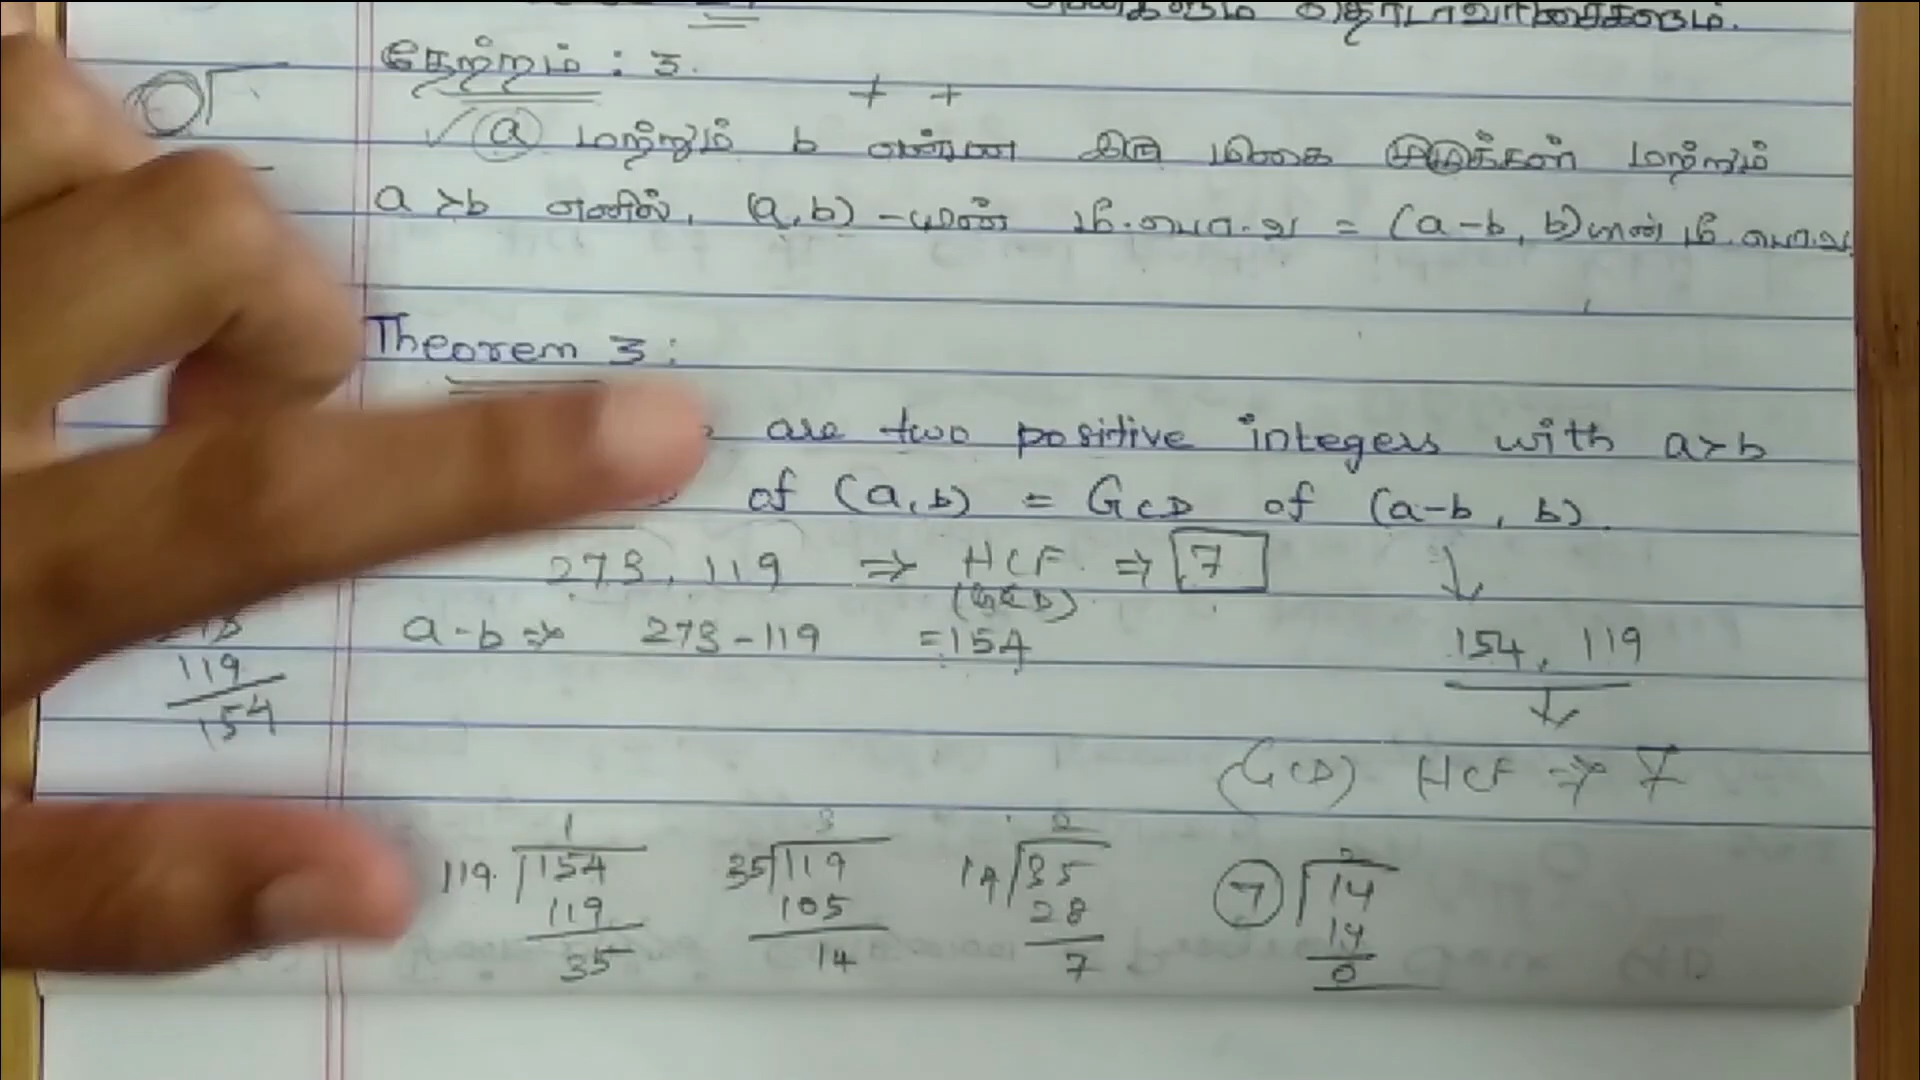 தேற்றம் : 3.
+ +
a மற்றும் b என்பன இரு மிகை முழுக்கள் மற்றும்
a > b எனில், (a, b) - யின் மீ.பொ.வ = (a-b, b) யின் மீ.பொ.வ
Theorem 3 :
are two positive integers with a>b
of (a, b) = GCD of (a-b, b).
273, 119 ⇒ HCF ⇒ 7
(GCD)
a-b ⇒ 273-119 = 154
154, 119
119
154
(GCD) HCF ⇒ 7
1 3 2 2
119 154 35 119 14 35 7 14
119 105 28 14
35 14 7 0